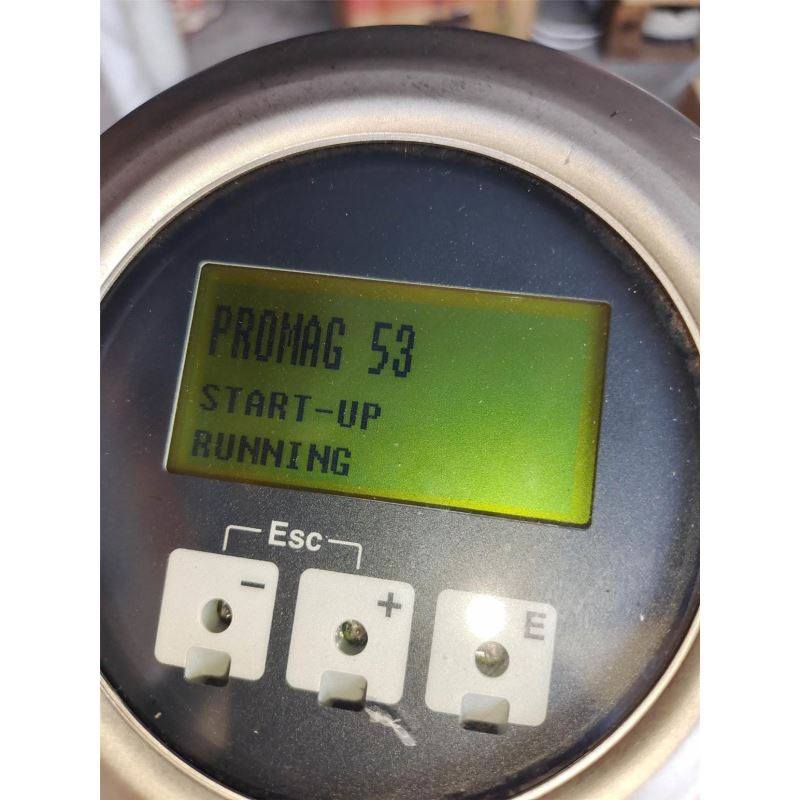 PROMAG 53
START-UP
RUNNING
Esc
-
+
E